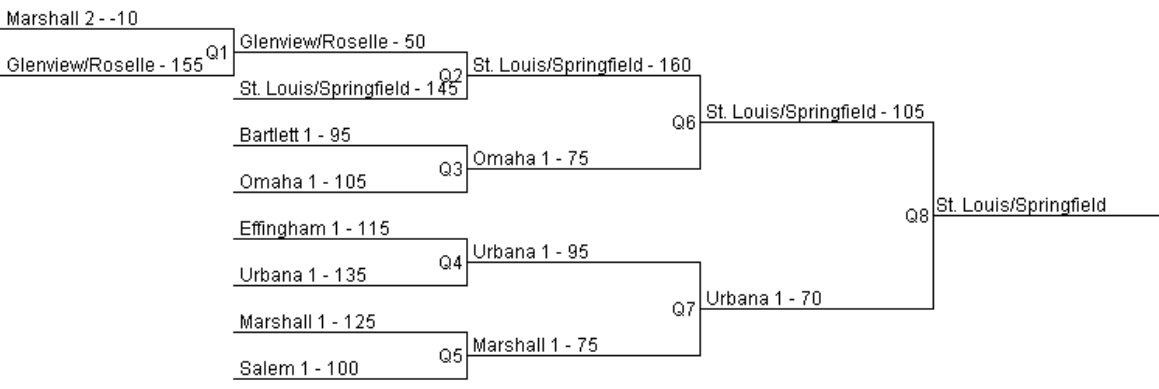 Marshall 2 - -10
Glenview/Roselle - 155
Q1
Glenview/Roselle - 50
St. Louis/Springfield - 145
Q2
St. Louis/Springfield - 160
Bartlett 1 - 95
Omaha 1 - 105
Q3
Omaha 1 - 75
Q6
St. Louis/Springfield - 105
Effingham 1 - 115
Urbana 1 - 135
Q4
Urbana 1 - 95
Marshall 1 - 125
Salem 1 - 100
Q5
Marshall 1 - 75
Q7
Urbana 1 - 70
Q8
St. Louis/Springfield